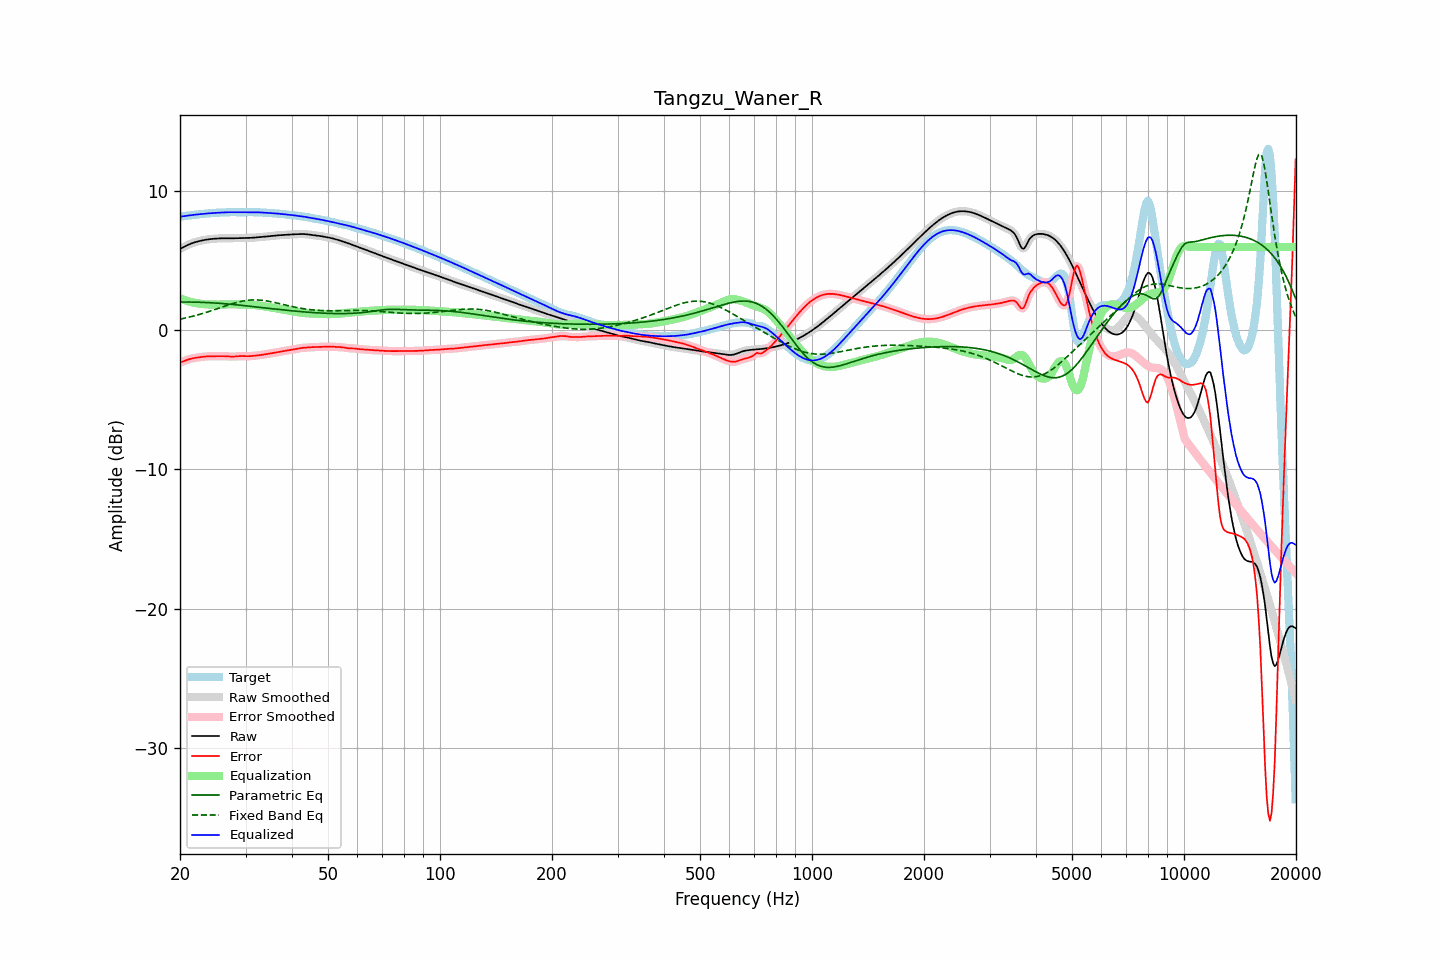 Tangzu_Waner_R
Amplitude (dBr)
10
0
−10
−20
−30
Target
Raw Smoothed
Error Smoothed
Raw
Error
Equalization
Parametric Eq
Fixed Band Eq
Equalized
20 50 100 200 500 1000 2000 5000 10000 20000
Frequency (Hz)